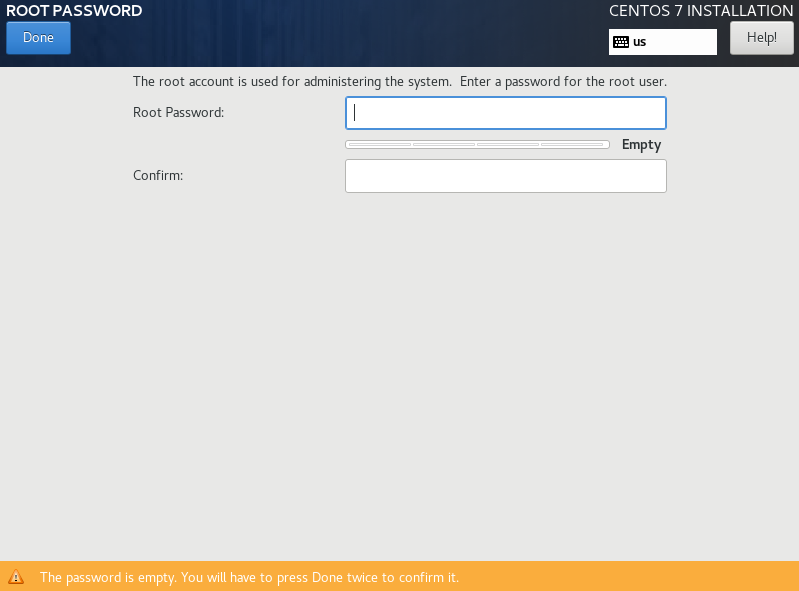 ROOT PASSWORD
CENTOS 7 INSTALLATION
Done
us
Help!
The root account is used for administering the system.  Enter a password for the root user.
Root Password:
Empty
Confirm:
The password is empty. You will have to press Done twice to confirm it.